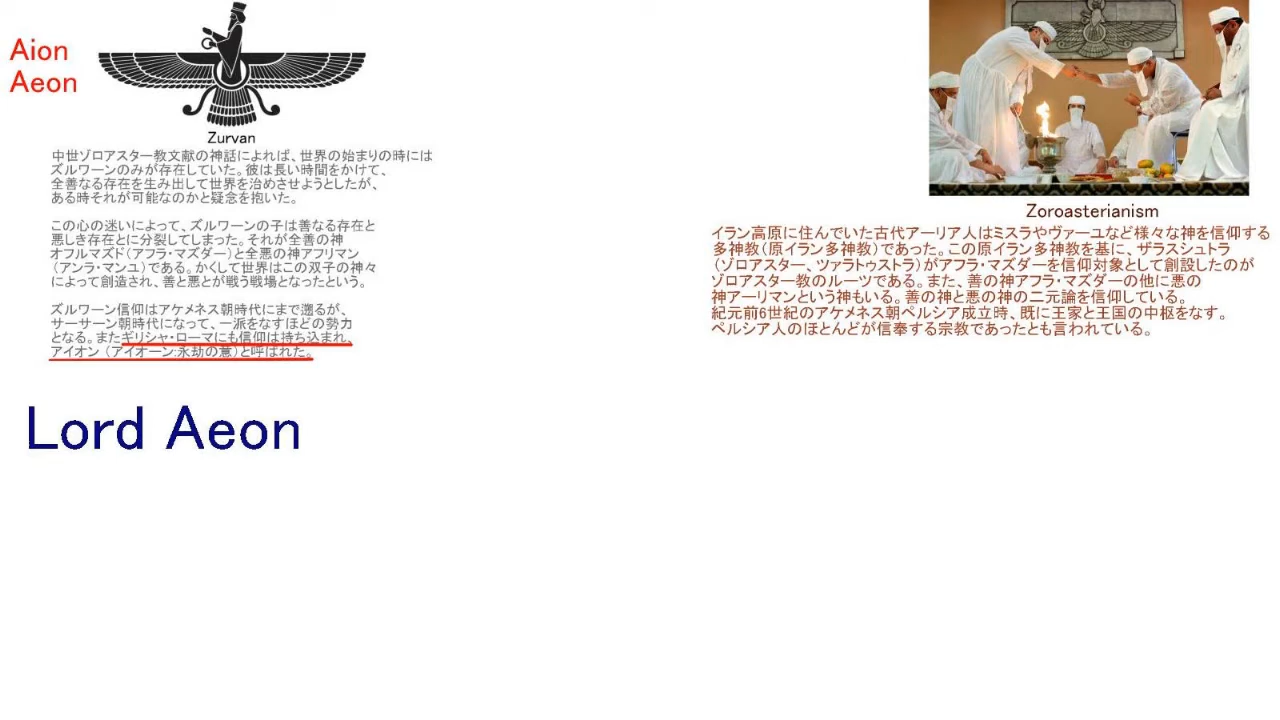 Aion
Aeon
Zurvan
中世ゾロアスター教文献の神話によれば、世界の始まりの時には
ズルワーンのみが存在していた。彼は長い時間をかけて、
全善なる存在を生み出して世界を治めさせようとしたが、
ある時それが可能なのかと疑念を抱いた。
この心の迷いによって、ズルワーンの子は善なる存在と
悪しき存在とに分裂してしまった。それが全善の神
オフルマズド（アフラ・マズダー）と全悪の神アフリマン
（アンラ・マンユ）である。かくして世界はこの双子の神々
によって創造され、善と悪とが戦う戦場となったという。
ズルワーン信仰はアケメネス朝時代にまで遡るが、
サーサーン朝時代になって、一派をなすほどの勢力
となる。またギリシャ・ローマにも信仰は持ち込まれ、
アイオン（アイオーン:永劫の意）と呼ばれた。
Lord Aeon
Zoroasterianism
イラン高原に住んでいた古代アーリア人はミスラやヴァーユなど様々な神を信仰する
多神教（原イラン多神教）であった。この原イラン多神教を基に、ザラスシュトラ
（ゾロアスター、ツァラトゥストラ）がアフラ・マズダーを信仰対象として創設したのが
ゾロアスター教のルーツである。また、善の神アフラ・マズダーの他に悪の
神アーリマンという神もいる。善の神と悪の神の二元論を信仰している。
紀元前6世紀のアケメネス朝ペルシア成立時、既に王家と王国の中枢をなす。
ペルシア人のほとんどが信奉する宗教であったとも言われている。